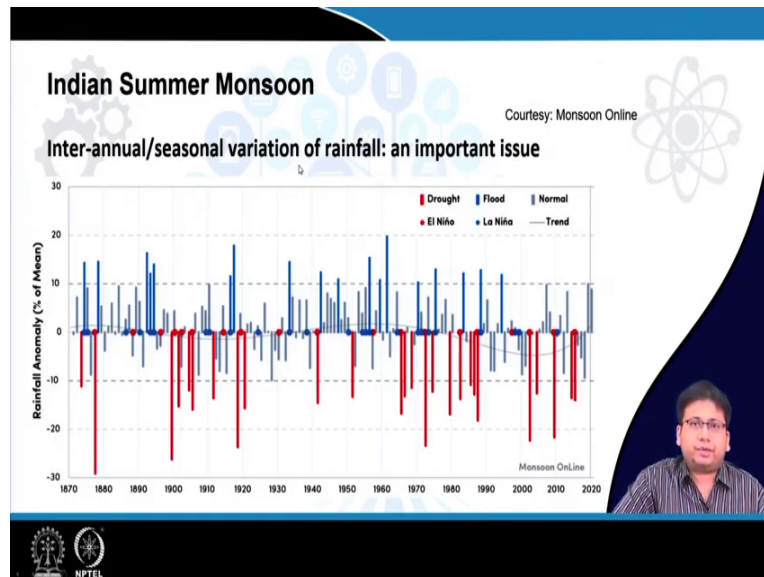 Indian Summer Monsoon
Courtesy: Monsoon Online
Inter-annual/seasonal variation of rainfall: an important issue
Rainfall Anomaly (% of Mean)
30
20
10
0
-10
-20
-30
Drought Flood Normal
El Niño La Niña Trend
Monsoon OnLine
1870 1880 1890 1900 1910 1920 1930 1940 1950 1960 1970 1980 1990 2000 2010 2020
NPTEL